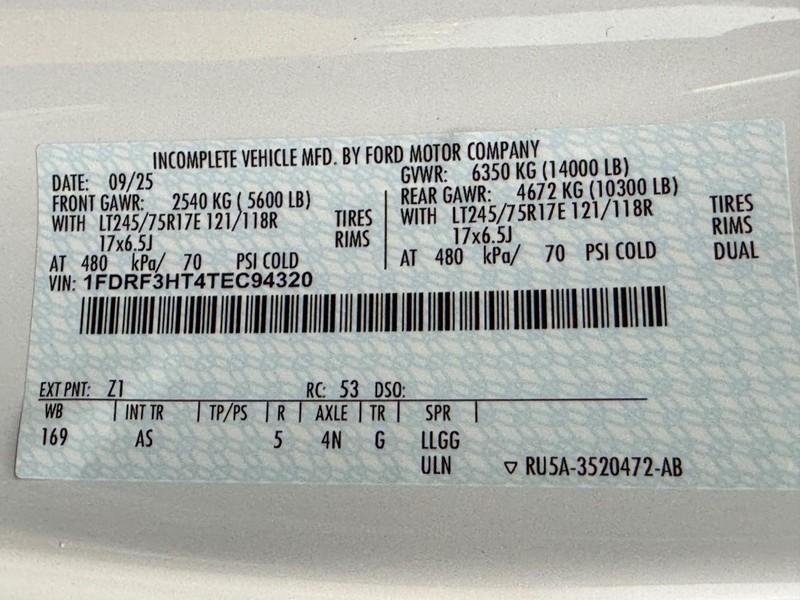 INCOMPLETE VEHICLE MFD. BY FORD MOTOR COMPANY
DATE: 09/25
FRONT GAWR: 2540 KG ( 5600 LB)
WITH LT245/75R17E 121/118R TIRES
17x6.5J RIMS
AT 480 kPa/ 70 PSI COLD
GVWR: 6350 KG (14000 LB)
REAR GAWR: 4672 KG (10300 LB)
WITH LT245/75R17E 121/118R TIRES
17x6.5J RIMS
AT 480 kPa/ 70 PSI COLD DUAL
VIN: 1FDRF3HT4TEC94320
EXT PNT: Z1 RC: 53 DSO:
WB | INT TR | TP/PS | R | AXLE | TR | SPR |
169 AS 5 4N G LLGG
ULN ▽ RU5A-3520472-AB